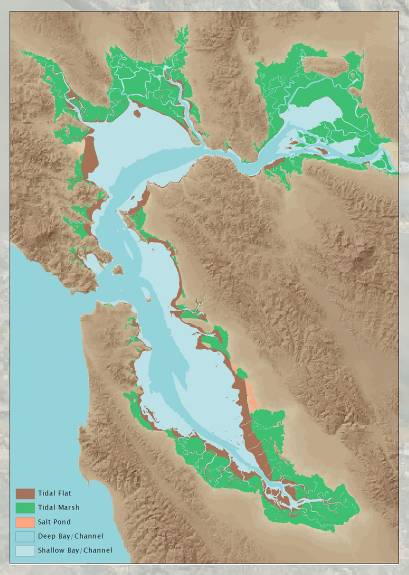 Tidal Flat
Tidal Marsh
Salt Pond
Deep Bay/Channel
Shallow Bay/Channel